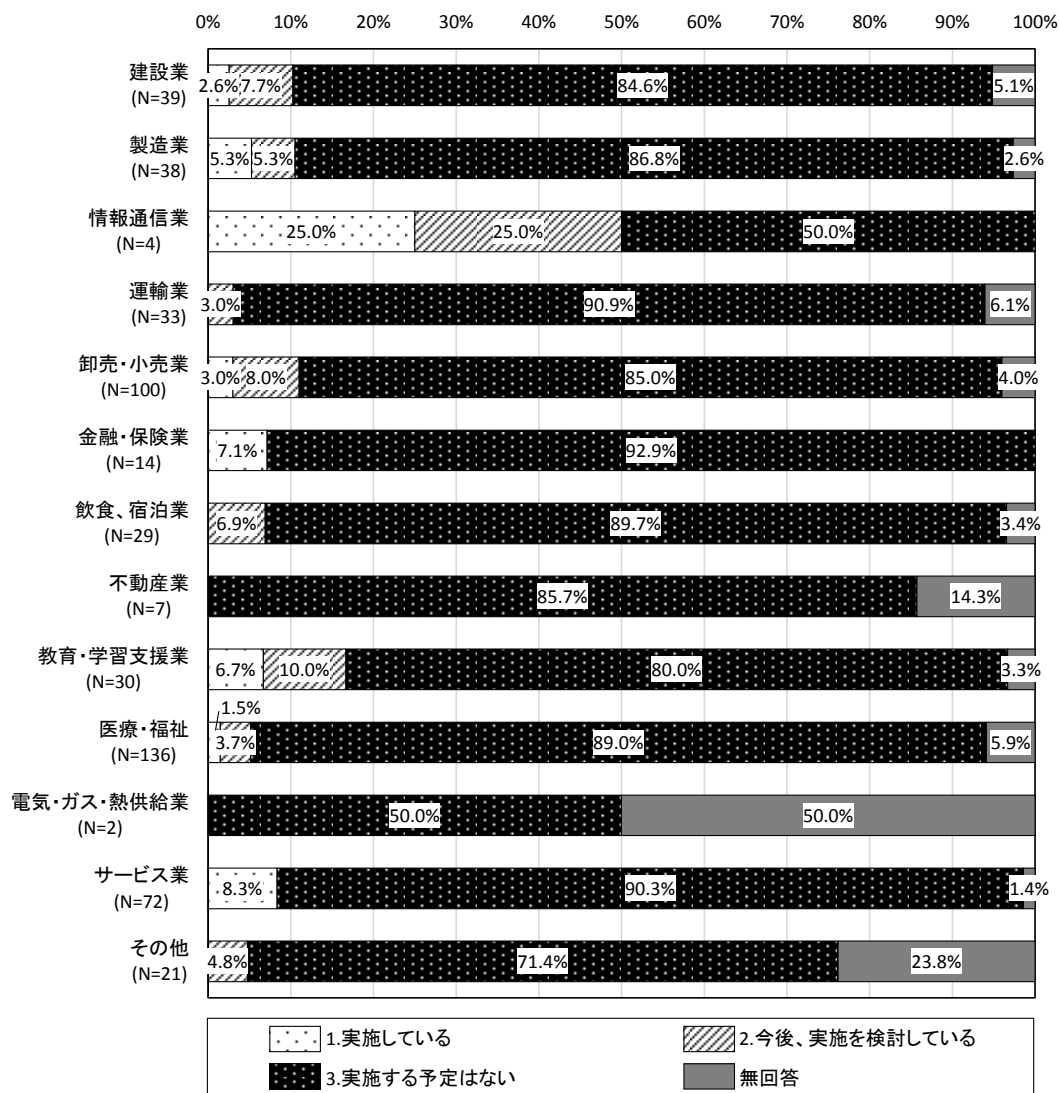 0% 10% 20% 30% 40% 50% 60% 70% 80% 90% 100%
建設業
(N=39)
2.6% 7.7% 84.6% 5.1%
製造業
(N=38)
5.3% 5.3% 86.8% 2.6%
情報通信業
(N=4)
25.0% 25.0% 50.0%
運輸業
(N=33)
3.0% 90.9% 6.1%
卸売・小売業
(N=100)
3.0% 8.0% 85.0% 4.0%
金融・保険業
(N=14)
7.1% 92.9%
飲食、宿泊業
(N=29)
6.9% 89.7% 3.4%
不動産業
(N=7)
85.7% 14.3%
教育・学習支援業
(N=30)
6.7% 10.0% 80.0% 3.3%
医療・福祉
(N=136)
1.5%
3.7% 89.0% 5.9%
電気・ガス・熱供給業
(N=2)
50.0% 50.0%
サービス業
(N=72)
8.3% 90.3% 1.4%
その他
(N=21)
4.8% 71.4% 23.8%
1.実施している 2.今後、実施を検討している
3.実施する予定はない 無回答